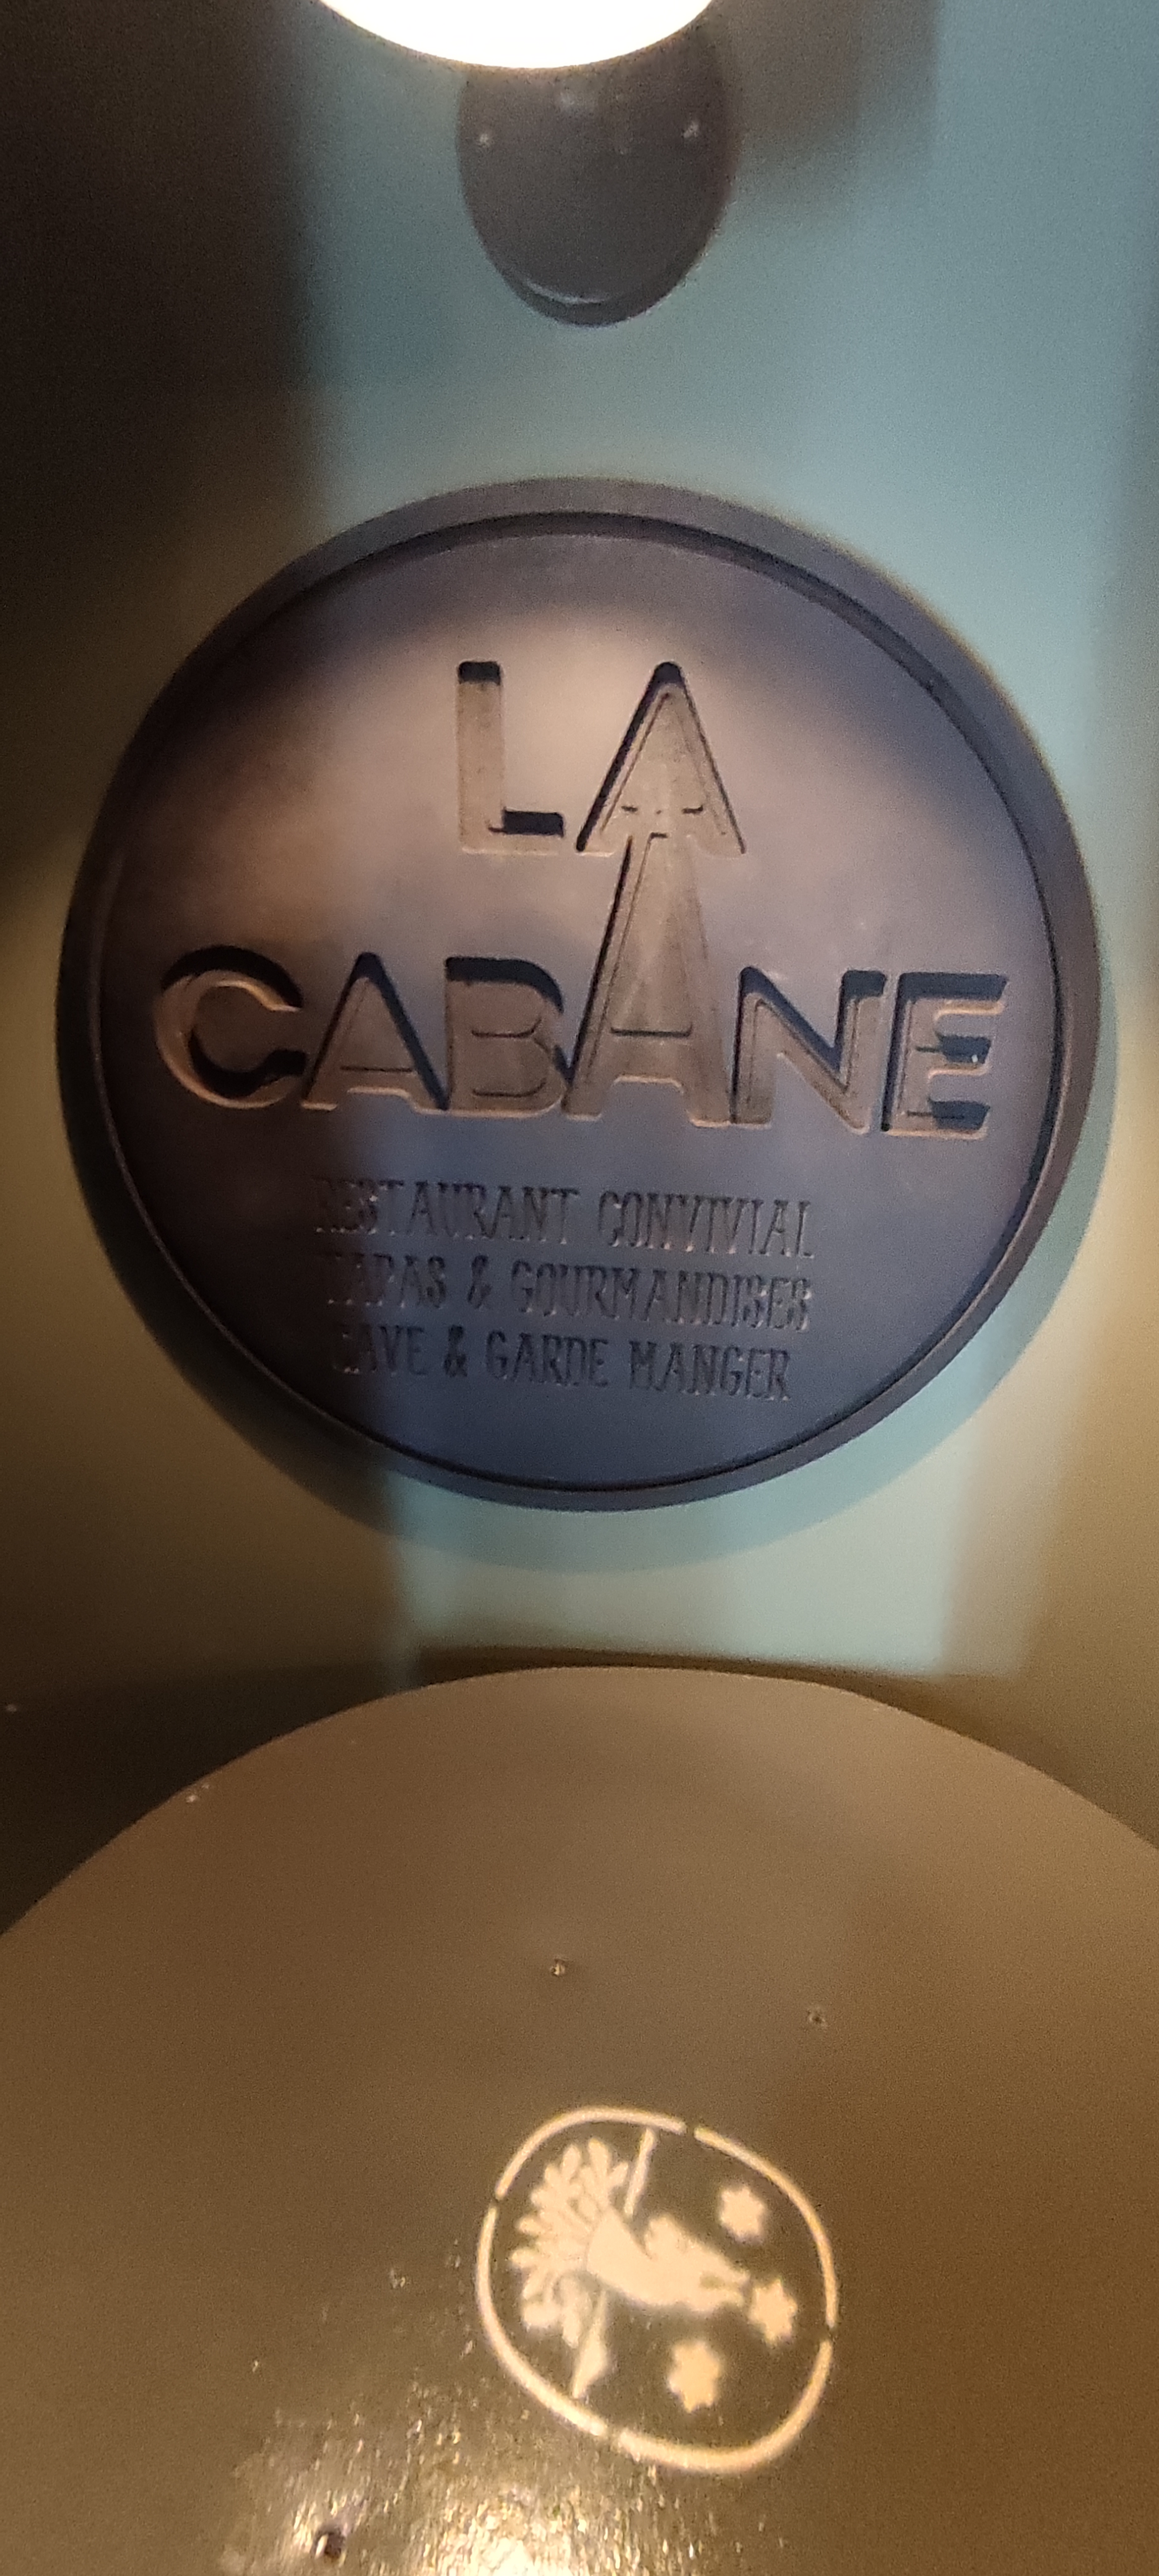 LA
CABANE
RESTAURANT CONVIVIAL
TAPAS & GOURMANDISES
CAVE & GARDE MANGER